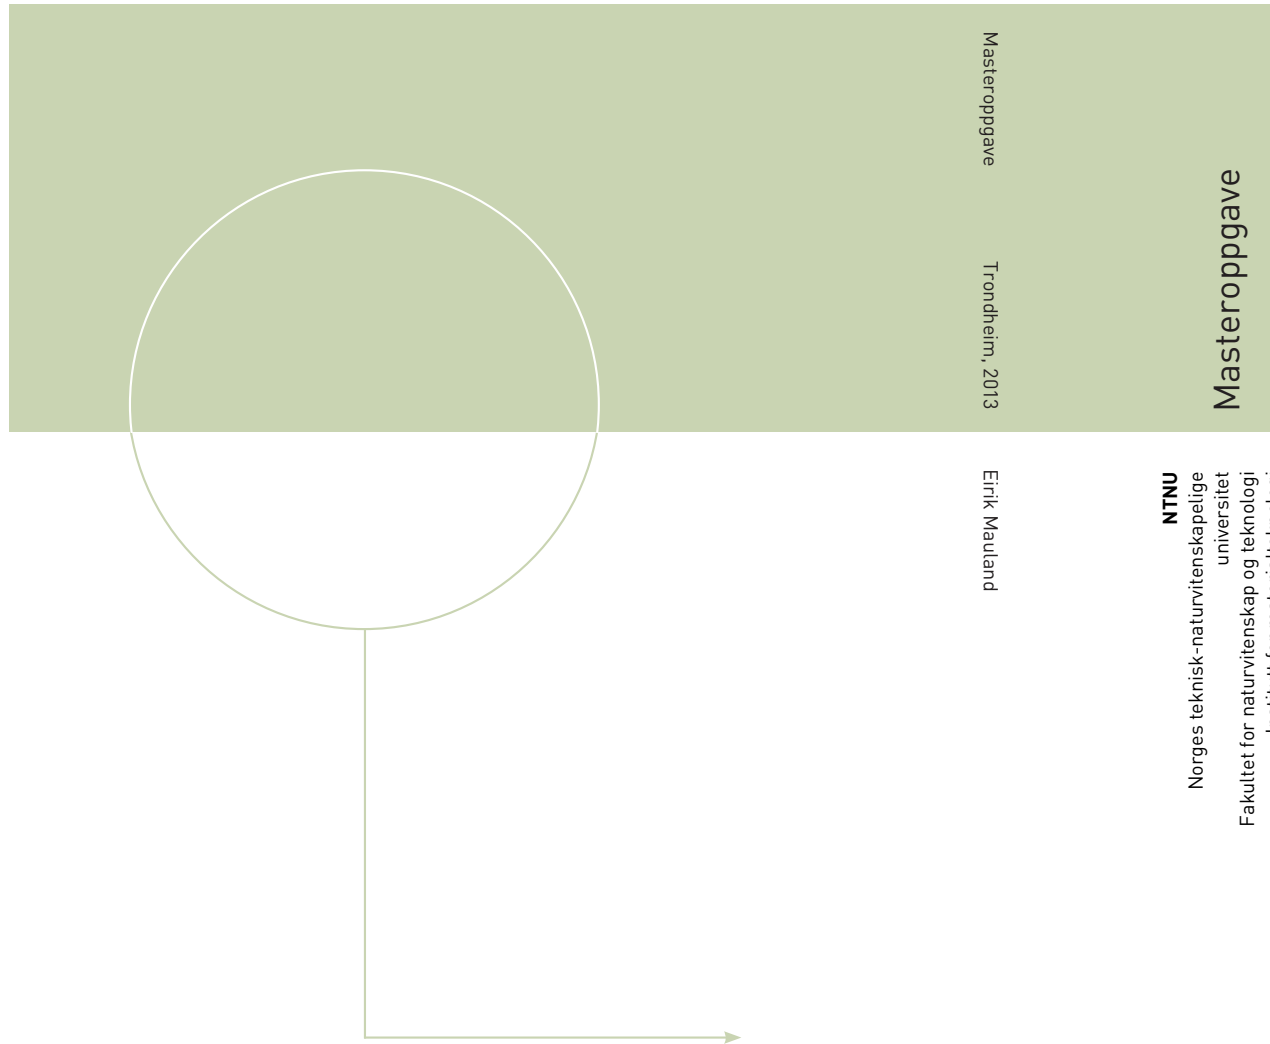 Masteroppgave
Trondheim, 2013
Eirik Mauland
Masteroppgave
NTNU
Norges teknisk-naturvitenskapelige
universitet
Fakultet for naturvitenskap og teknologi